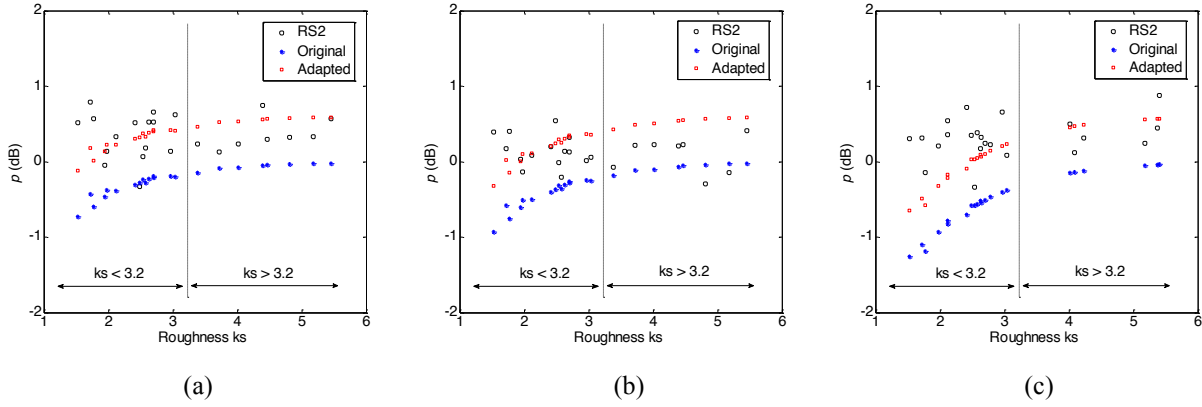 2
1
0
-1
-2
p (dB)
RS2
Original
Adapted
ks < 3.2
ks > 3.2
1 2 3 4 5 6
Roughness ks
(a)
2
1
0
-1
-2
p (dB)
RS2
Original
Adapted
ks < 3.2
ks > 3.2
1 2 3 4 5 6
Roughness ks
(b)
2
1
0
-1
-2
p (dB)
RS2
Original
Adapted
ks < 3.2
ks > 3.2
1 2 3 4 5 6
Roughness ks
(c)